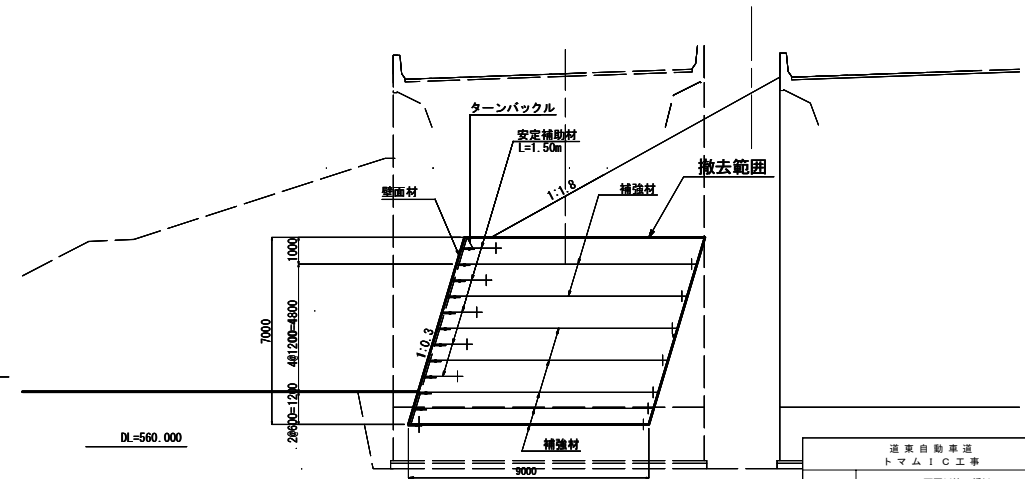 ターンバックル
安定補助材
L=1.50m
撤去範囲
壁面材
1:1.8
補強材
1000
7000
4@1200=4800
1:0.3
2@600=1200
DL=560.000
補強材
9000
道東自動車道
トマムIC工事